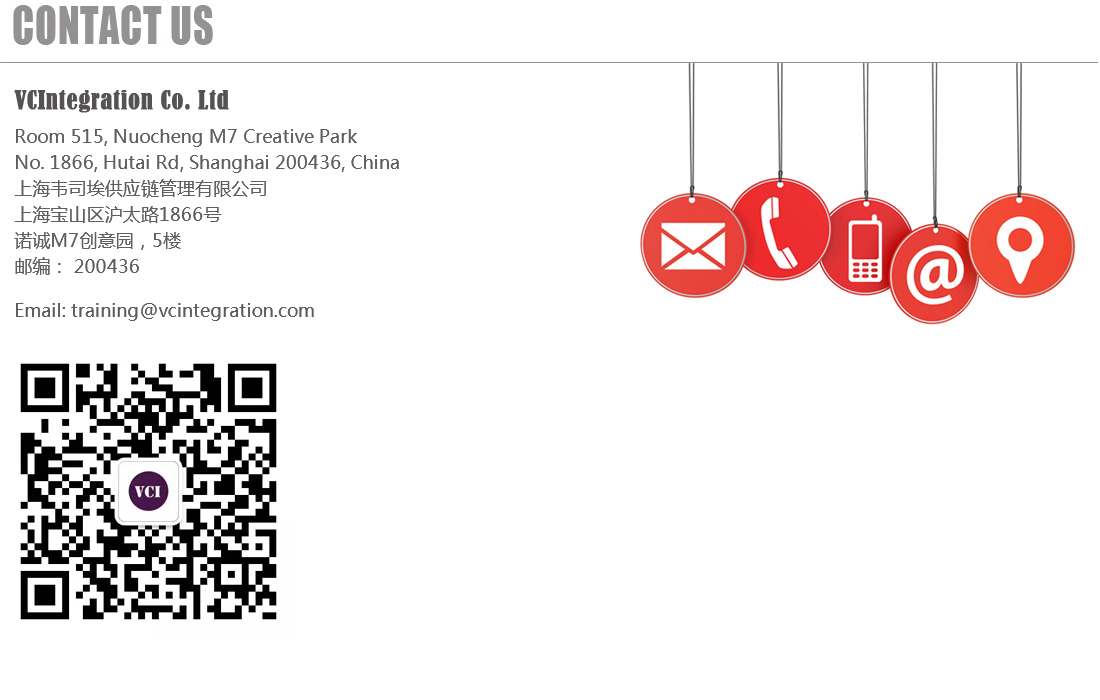 CONTACT US
VCIntegration Co. Ltd
Room 515, Nuocheng M7 Creative Park
No. 1866, Hutai Rd, Shanghai 200436, China
上海韦司埃供应链管理有限公司
上海宝山区沪太路1866号
诺诚M7创意园，5楼
邮编： 200436
Email: training@vcintegration.com
@
VCI